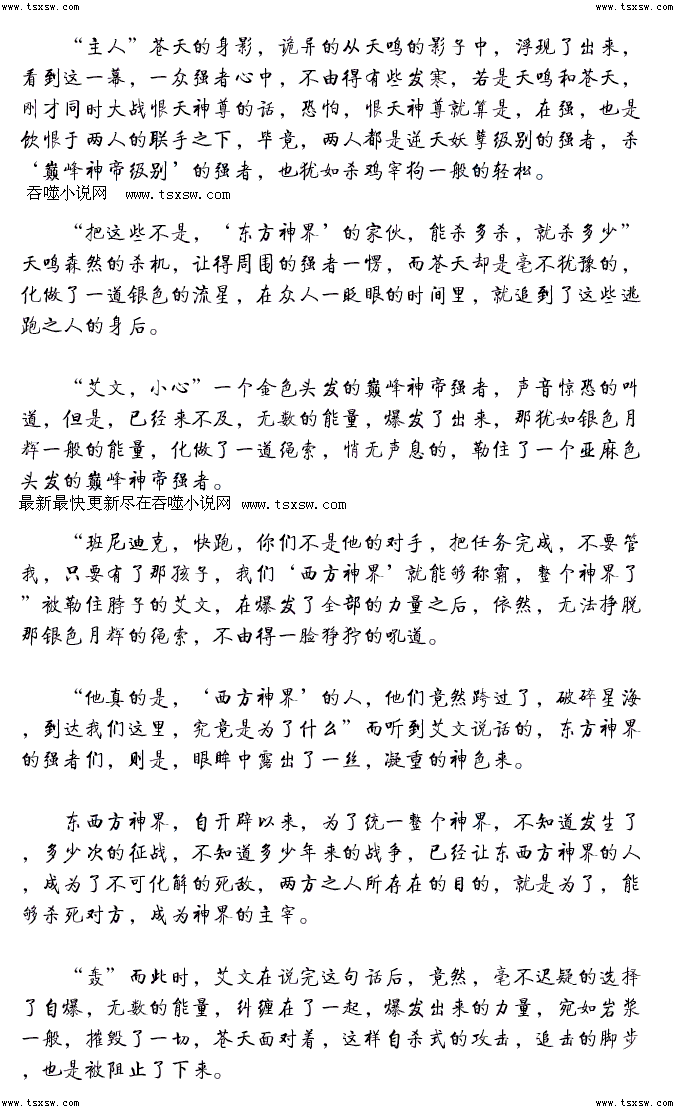 www.tsxsw.com www.tsxsw.com
“主人”苍天的身影，诡异的从天鸣的影子中，浮现了出来，
看到这一幕，一众强者心中，不由得有些发寒，若是天鸣和苍天，
刚才同时大战恨天神尊的话，恐怕，恨天神尊就算是，在强，也是
饮恨于两人的联手之下，毕竟，两人都是逆天妖孽级别的强者，杀
‘巅峰神帝级别’的强者，也犹如杀鸡宰狗一般的轻松。
吞噬小说网 www.tsxsw.com
“把这些不是，‘东方神界’的家伙，能杀多杀，就杀多少”
天鸣森然的杀机，让得周围的强者一愣，而苍天却是毫不犹豫的，
化做了一道银色的流星，在众人一眨眼的时间里，就追到了这些逃
跑之人的身后。
“艾文，小心”一个金色头发的巅峰神帝强者，声音惊恐的叫
道，但是，已经来不及，无数的能量，爆发了出来，那犹如银色月
辉一般的能量，化做了一道绳索，悄无声息的，勒住了一个亚麻色
头发的巅峰神帝强者。
最新最快更新尽在吞噬小说网 www.tsxsw.com
“班尼迪克，快跑，你们不是他的对手，把任务完成，不要管
我，只要有了那孩子，我们‘西方神界’就能够称霸，整个神界了
”被勒住脖子的艾文，在爆发了全部的力量之后，依然，无法挣脱
那银色月辉的绳索，不由得一脸狰狞的吼道。
“他真的是，‘西方神界’的人，他们竟然跨过了，破碎星海
，到达我们这里，究竟是为了什么”而听到艾文说话的，东方神界
的强者们，则是，眼眸中露出了一丝，凝重的神色来。
东西方神界，自开辟以来，为了统一整个神界，不知道发生了
，多少次的征战，不知道多少年来的战争，已经让东西方神界的人
，成为了不可化解的死敌，两方之人所存在的目的，就是为了，能
够杀死对方，成为神界的主宰。
“轰”而此时，艾文在说完这句话后，竟然，毫不迟疑的选择
了自爆，无数的能量，纠缠在了一起，爆发出来的力量，宛如岩浆
一般，摧毁了一切，苍天面对着，这样自杀式的攻击，追击的脚步
，也是被阻止了下来。
www.tsxsw.com www.tsxsw.com